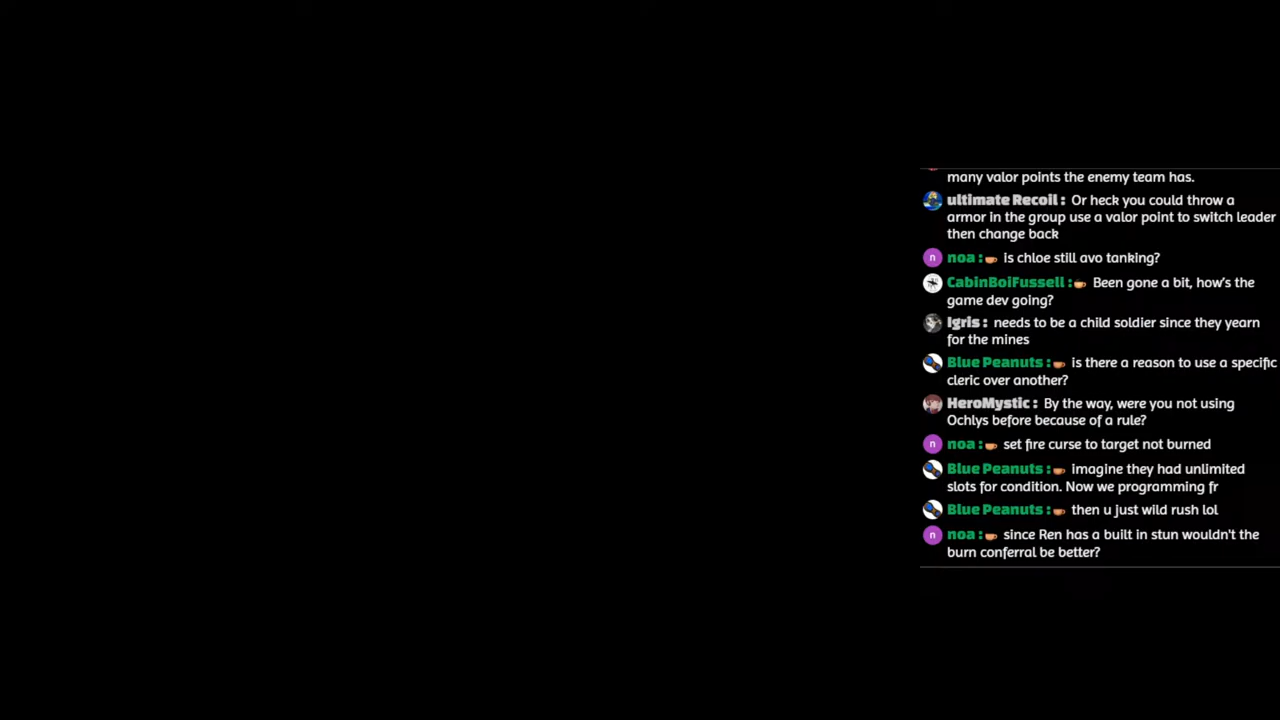 many valor points the enemy team has.
ultimate Recoil : Or heck you could throw a
armor in the group use a valor point to switch leader
then change back
n noa : is chloe still avo tanking?
CabinBoiFussell : Been gone a bit, how's the
game dev going?
Igris : needs to be a child soldier since they yearn
for the mines
Blue Peanuts : is there a reason to use a specific
cleric over another?
HeroMystic : By the way, were you not using
Ochlys before because of a rule?
n noa : set fire curse to target not burned
Blue Peanuts : imagine they had unlimited
slots for condition. Now we programming fr
Blue Peanuts : then u just wild rush lol
n noa : since Ren has a built in stun wouldn't the
burn conferral be better?